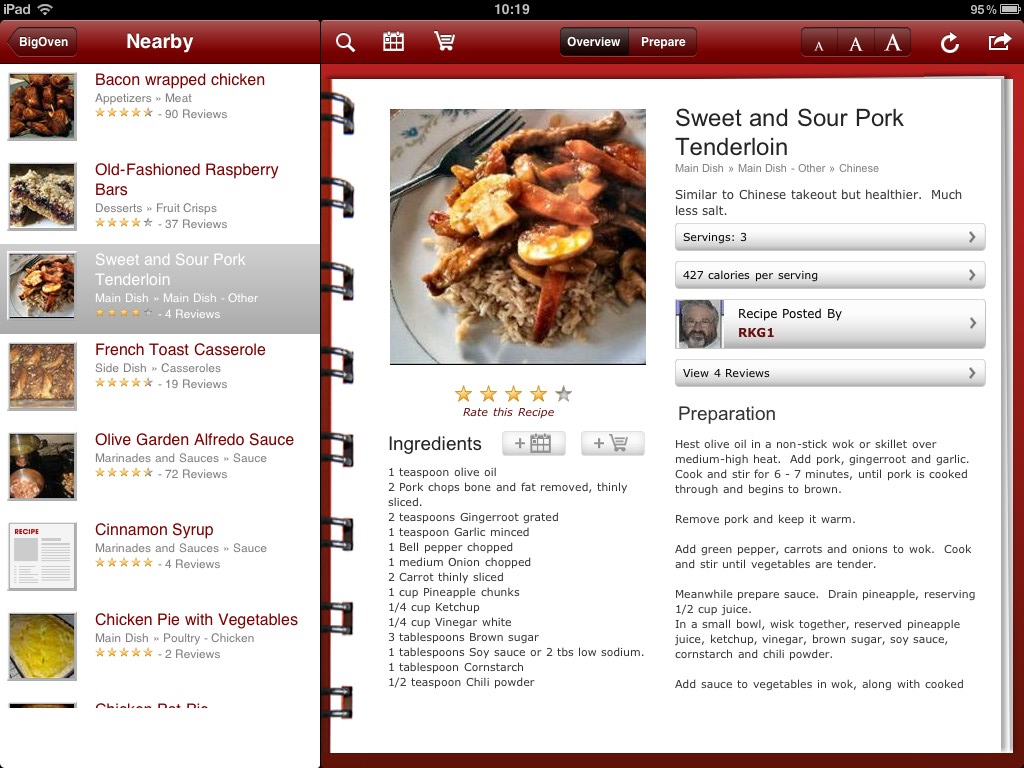 iPad 10:19 95%
BigOven Nearby Overview Prepare A A A
Bacon wrapped chicken
Appetizers » Meat
- 90 Reviews
Old-Fashioned Raspberry
Bars
Desserts » Fruit Crisps
- 37 Reviews
Sweet and Sour Pork
Tenderloin
Main Dish » Main Dish - Other
- 4 Reviews
French Toast Casserole
Side Dish » Casseroles
- 19 Reviews
Olive Garden Alfredo Sauce
Marinades and Sauces » Sauce
- 72 Reviews
RECIPE
Cinnamon Syrup
Marinades and Sauces » Sauce
- 4 Reviews
Chicken Pie with Vegetables
Main Dish » Poultry - Chicken
- 2 Reviews
Chicken Pot Pie
Rate this Recipe
Ingredients + +
1 teaspoon olive oil
2 Pork chops bone and fat removed, thinly
sliced.
2 teaspoons Gingerroot grated
1 teaspoon Garlic minced
1 Bell pepper chopped
1 medium Onion chopped
2 Carrot thinly sliced
1 cup Pineapple chunks
1/4 cup Ketchup
1/4 cup Vinegar white
3 tablespoons Brown sugar
1 tablespoons Soy sauce or 2 tbs low sodium.
1 tablespoon Cornstarch
1/2 teaspoon Chili powder
Sweet and Sour Pork
Tenderloin
Main Dish » Main Dish - Other » Chinese
Similar to Chinese takeout but healthier. Much
less salt.
Servings: 3
427 calories per serving
Recipe Posted By
RKG1
View 4 Reviews
Preparation
Hest olive oil in a non-stick wok or skillet over
medium-high heat. Add pork, gingerroot and garlic.
Cook and stir for 6 - 7 minutes, until pork is cooked
through and begins to brown.
Remove pork and keep it warm.
Add green pepper, carrots and onions to wok. Cook
and stir until vegetables are tender.
Meanwhile prepare sauce. Drain pineapple, reserving
1/2 cup juice.
In a small bowl, wisk together, reserved pineapple
juice, ketchup, vinegar, brown sugar, soy sauce,
cornstarch and chili powder.
Add sauce to vegetables in wok, along with cooked